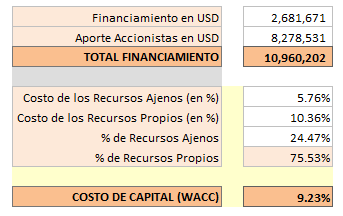 Financiamiento en USD 2,681,671
Aporte Accionistas en USD 8,278,531
TOTAL FINANCIAMIENTO 10,960,202
Costo de los Recursos Ajenos (en %) 5.76%
Costo de los Recursos Propios (en %) 10.36%
% de Recursos Ajenos 24.47%
% de Recursos Propios 75.53%
COSTO DE CAPITAL (WACC) 9.23%